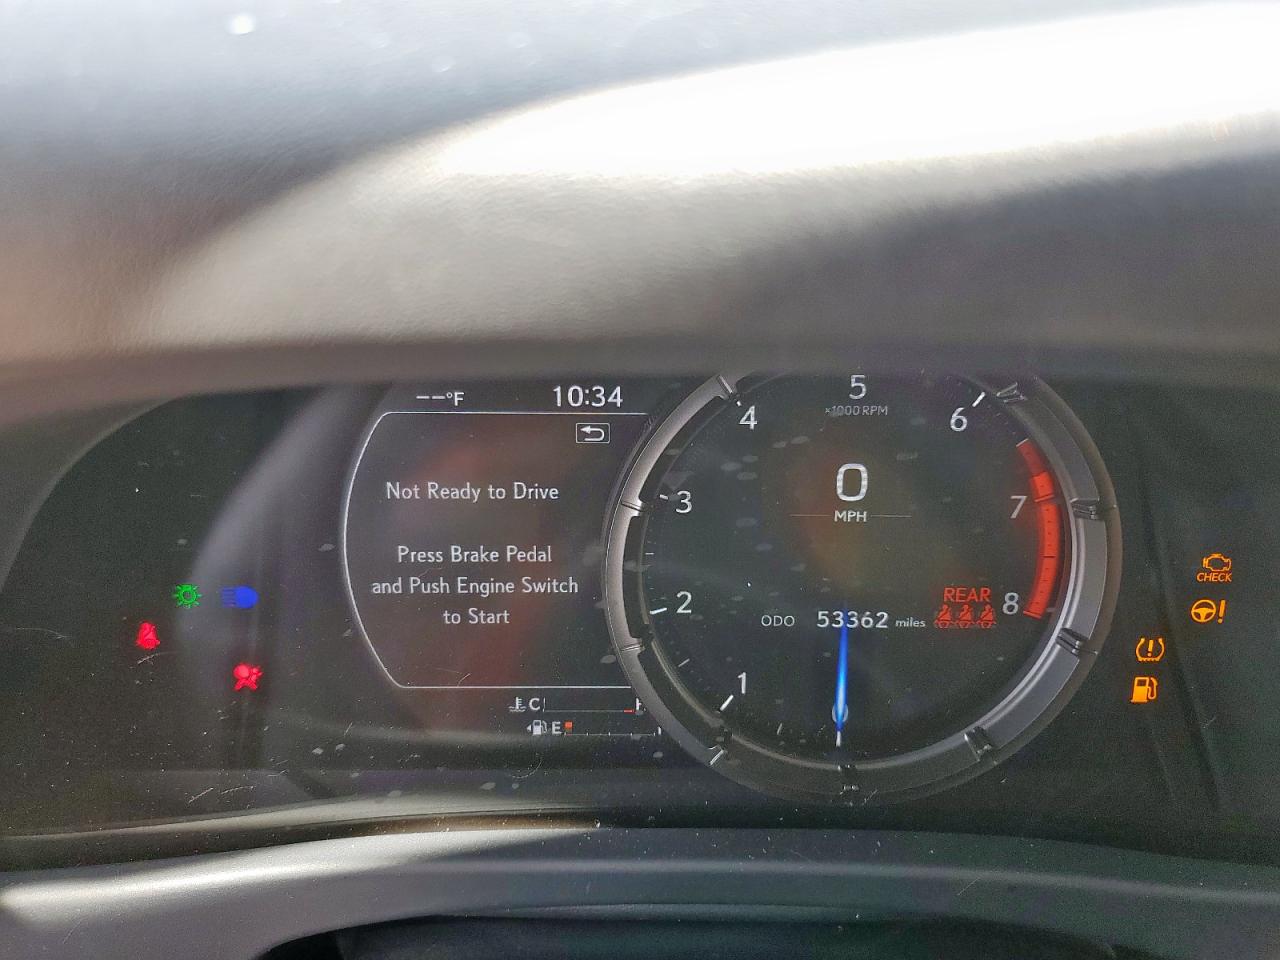 --°F 10:34
Not Ready to Drive
Press Brake Pedal
and Push Engine Switch
to Start
C
E
5
×1000 RPM
4
6
0
MPH
3
7
2
8
REAR
ODO 53362 miles
1
CHECK